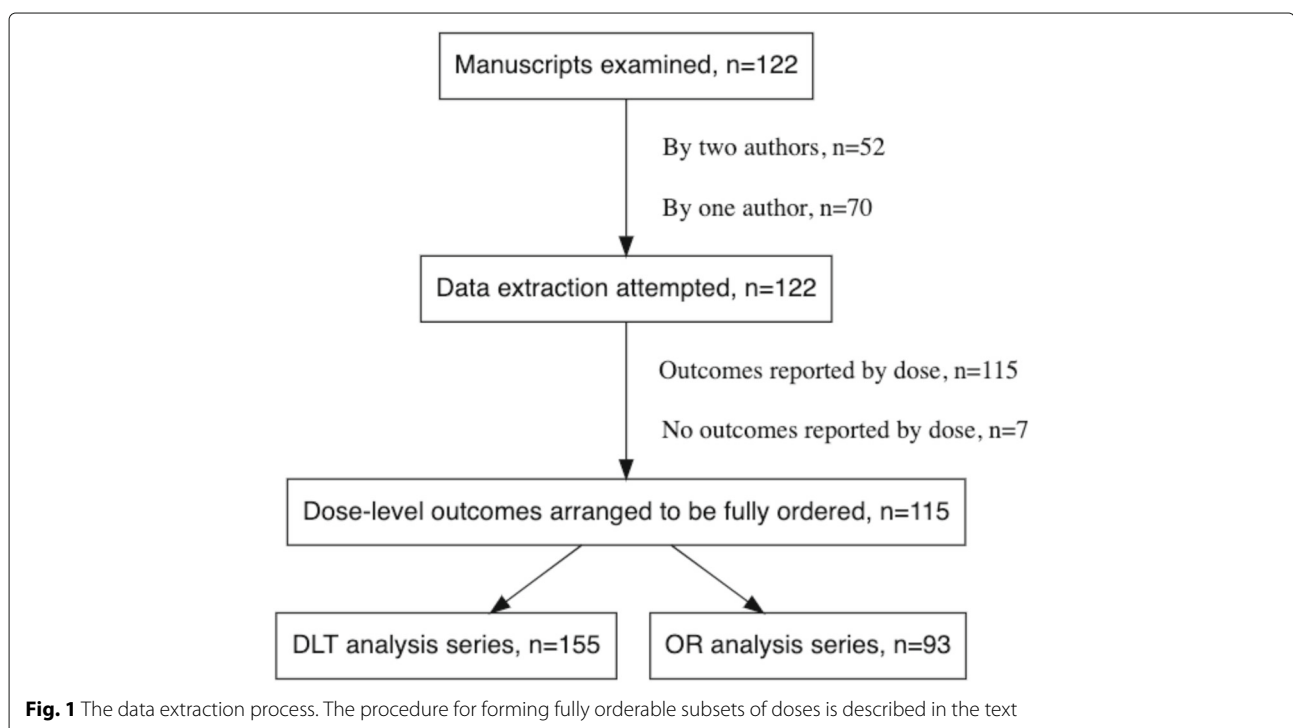 Manuscripts examined, n=122
By two authors, n=52
By one author, n=70
Data extraction attempted, n=122
Outcomes reported by dose, n=115
No outcomes reported by dose, n=7
Dose-level outcomes arranged to be fully ordered, n=115
DLT analysis series, n=155
OR analysis series, n=93
Fig. 1 The data extraction process. The procedure for forming fully orderable subsets of doses is described in the text